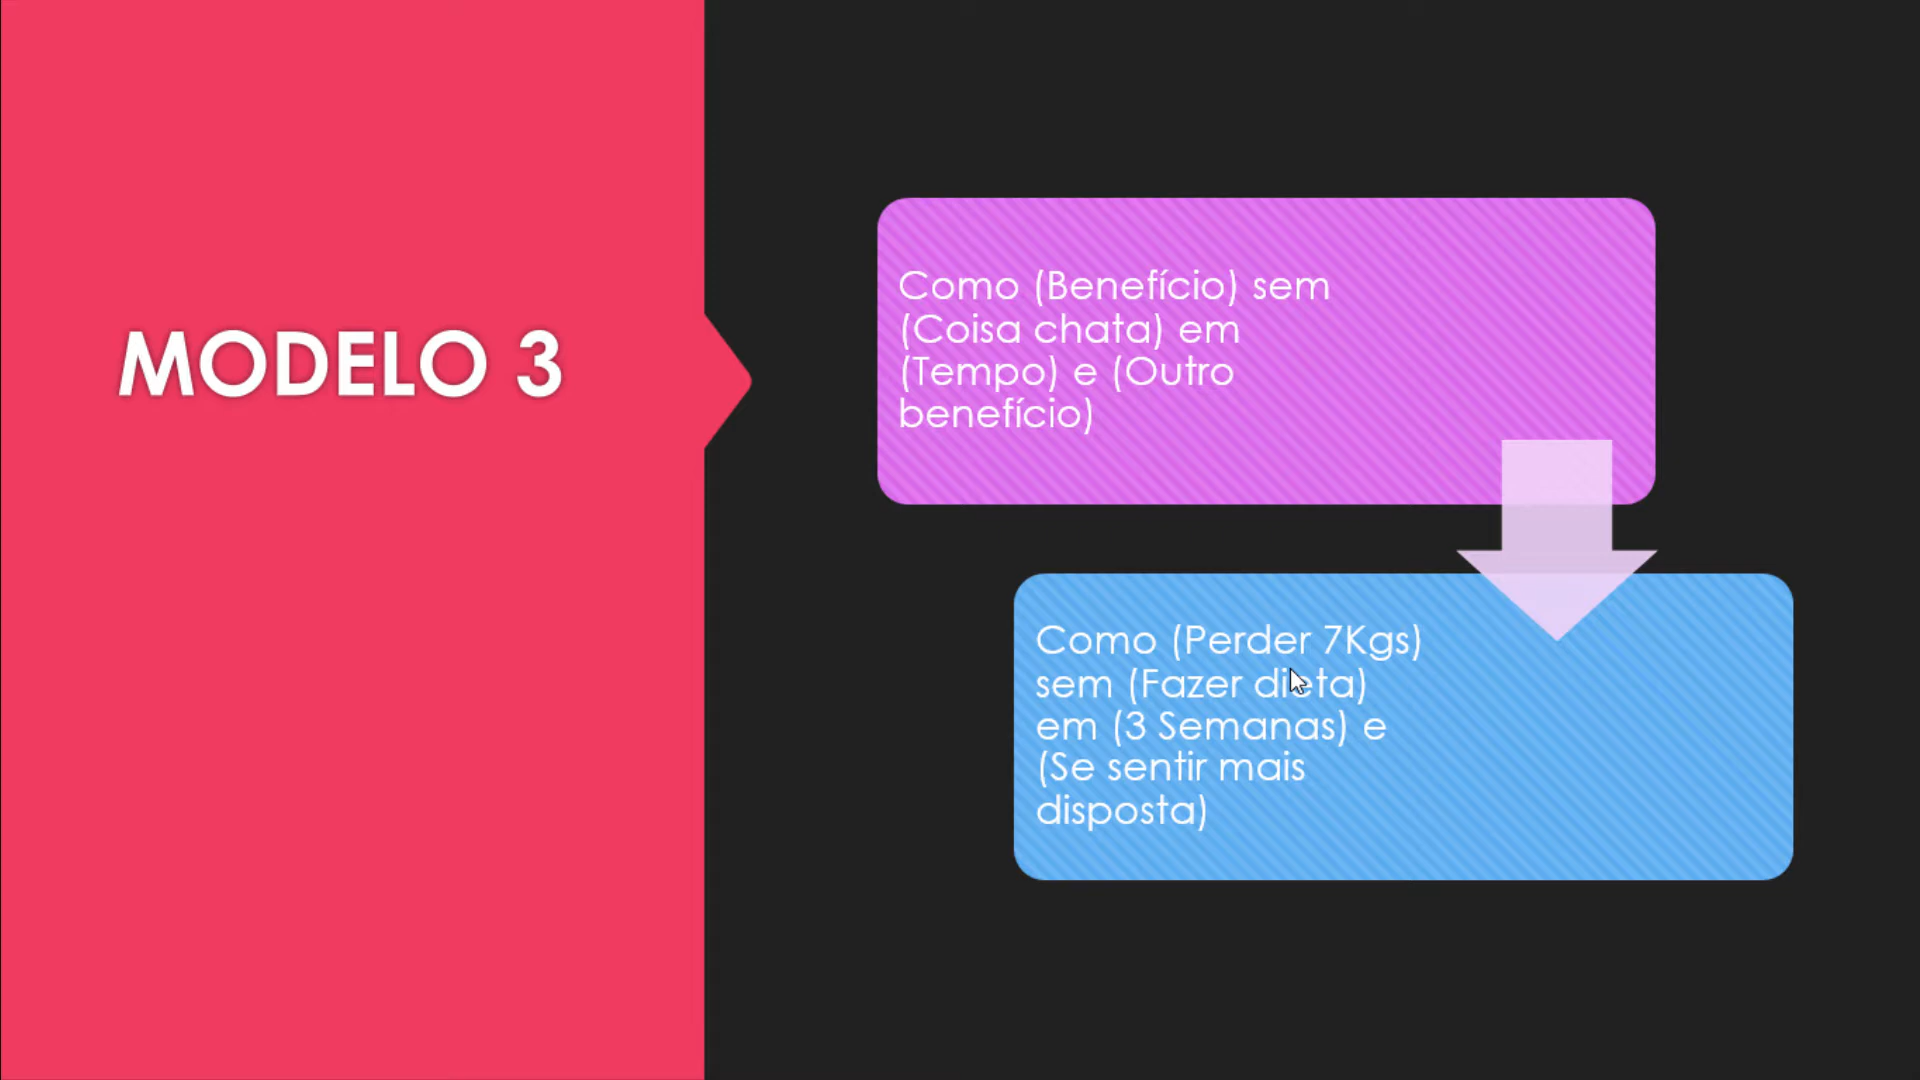 MODELO 3
Como (Benefício) sem
(Coisa chata) em
(Tempo) e (Outro
benefício)
Como (Perder 7Kgs)
sem (Fazer dieta)
em (3 Semanas) e
(Se sentir mais
disposta)